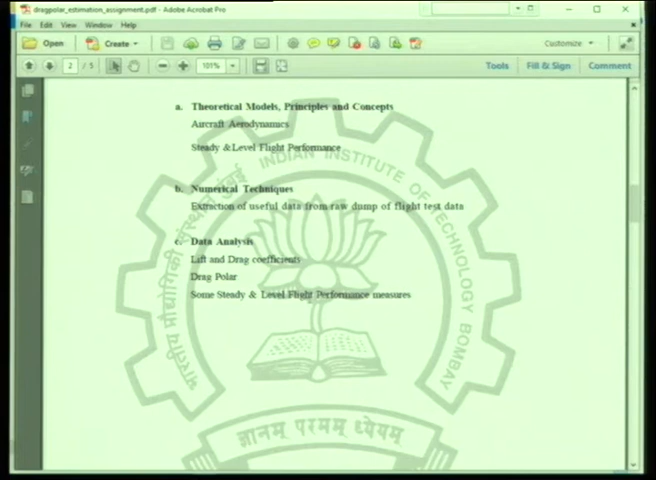 dragpolar_estimation_assignment.pdf - Adobe Acrobat Pro
File Edit View Window Help
Open Create Customize
2 / 5 101% Tools Fill & Sign Comment
a. Theoretical Models, Principles and Concepts
Aircraft Aerodynamics
Steady &Level Flight Performance
b. Numerical Techniques
Extraction of useful data from raw dump of flight test data
c. Data Analysis
Lift and Drag coefficients
Drag Polar
Some Steady & Level Flight Performance measures
भारतीय प्रौद्योगिकी संस्थान मुंबई
INDIAN INSTITUTE OF TECHNOLOGY BOMBAY
ज्ञानम् परमम् ध्येयम्